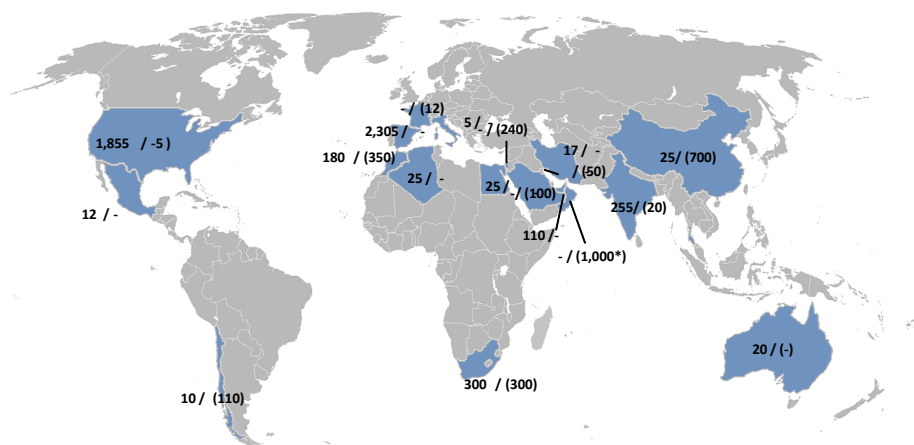 - / (12)
5 / -
2,305 / -
- / (240)
1,855 / -5 )
180 / (350)
17 / -
25 / (700)
25 / -
/ (50)
25 /
- / (100)
255/ (20)
12 / -
110 /-
- / (1,000*)
20 / (-)
300 / (300)
10 / (110)